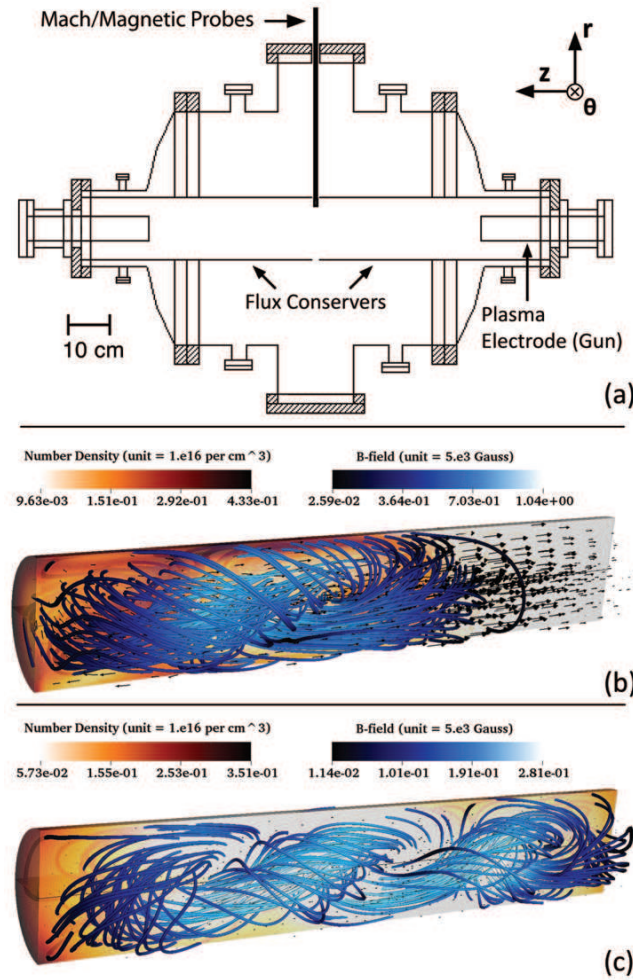 Mach/Magnetic Probes
r
z
θ
Flux Conservers
Plasma
Electrode (Gun)
10 cm
(a)
Number Density (unit = 1.e16 per cm^3)
B-field (unit = 5.e3 Gauss)
9.63e-03 1.51e-01 2.92e-01 4.33e-01
2.59e-02 3.64e-01 7.03e-01 1.04e+00
(b)
Number Density (unit = 1.e16 per cm^3)
B-field (unit = 5.e3 Gauss)
5.73e-02 1.55e-01 2.53e-01 3.51e-01
1.14e-02 1.01e-01 1.91e-01 2.81e-01
(c)